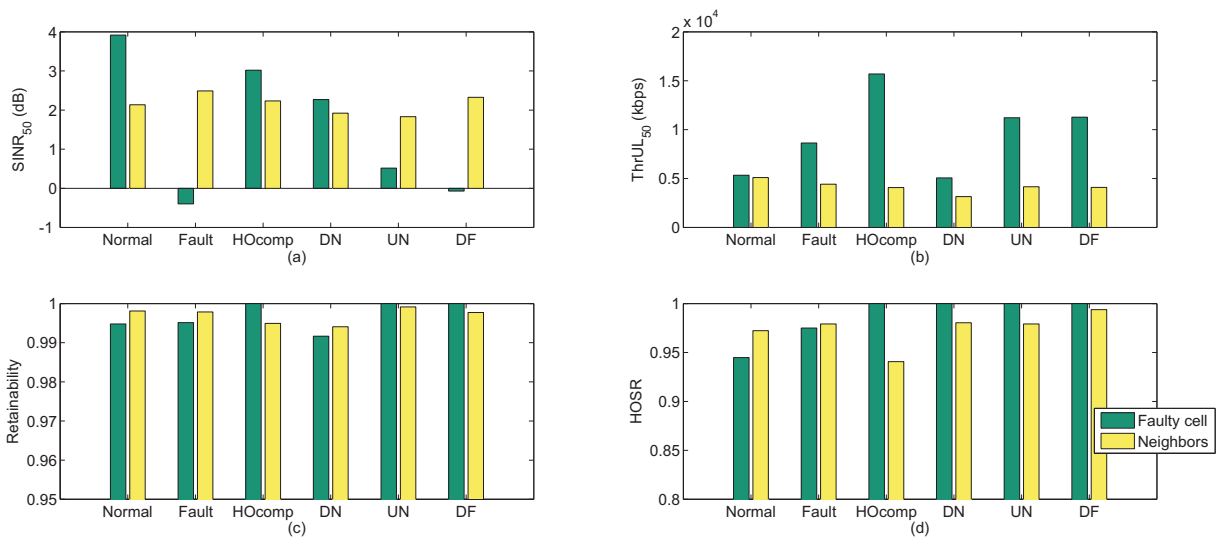 4
3
2
1
0
-1
SINR50 (dB)
Normal Fault HOcomp DN UN DF
(a)
2 x 10^4
1.5
1
0.5
0
ThrUL50 (kbps)
Normal Fault HOcomp DN UN DF
(b)
1
0.99
0.98
0.97
0.96
0.95
Retainability
Normal Fault HOcomp DN UN DF
(c)
1
0.95
0.9
0.85
0.8
HOSR
Normal Fault HOcomp DN UN DF
(d)
Faulty cell
Neighbors